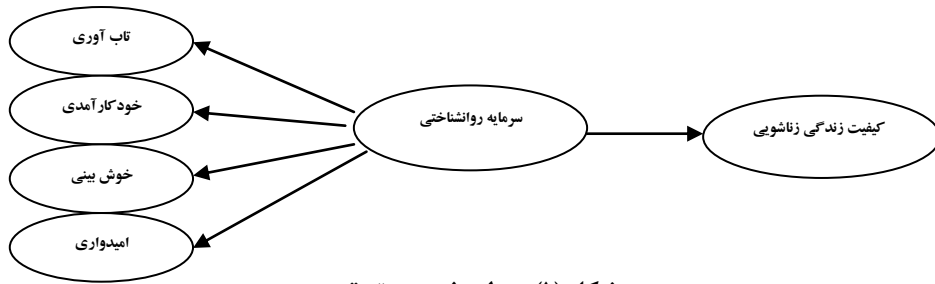 تاب آوری
خودکارآمدی
خوش بینی
امیدواری
سرمایه روانشناختی
کیفیت زندگی زناشویی